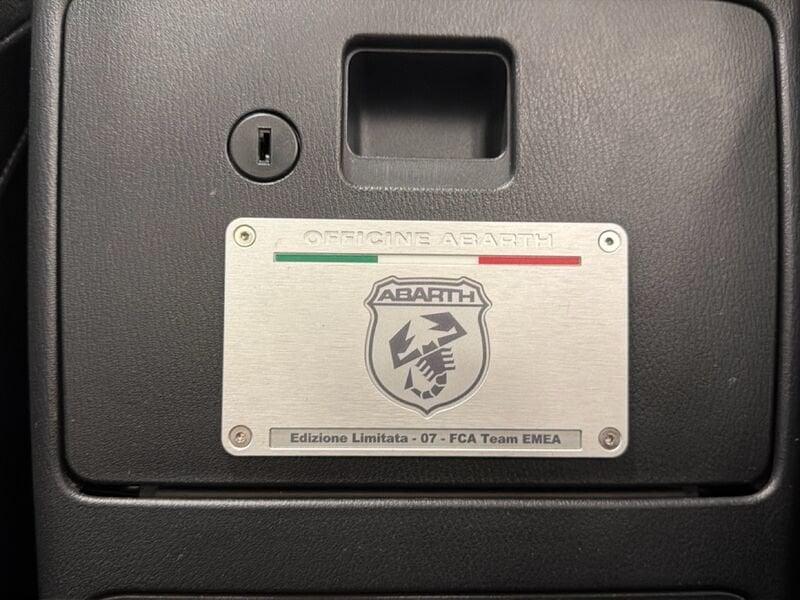 OFFICINE ABARTH
ABARTH
Edizione Limitata - 07 - FCA Team EMEA